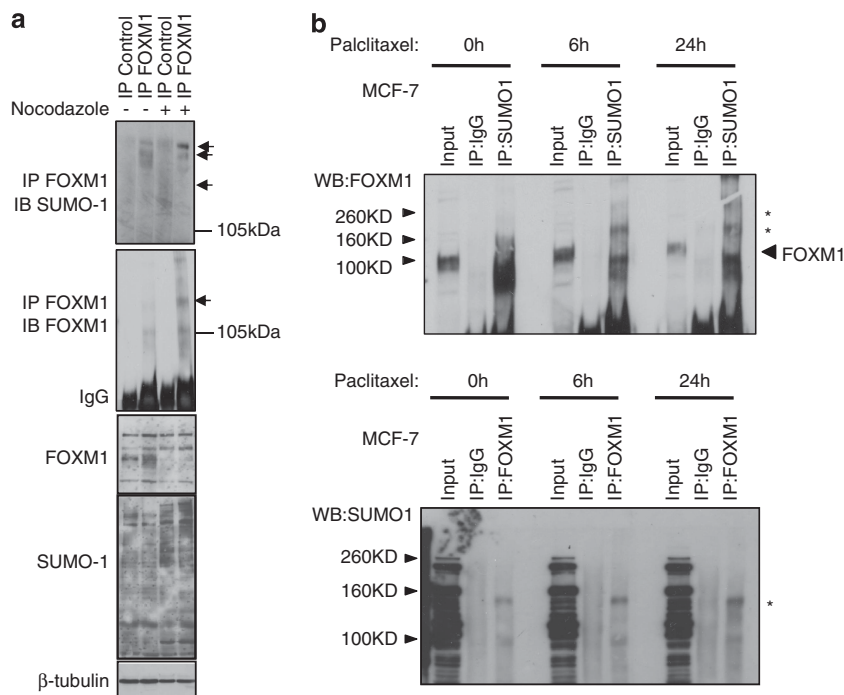 a
IP Control
IP FOXM1
IP Control
IP FOXM1
Nocodazole - - + +
IP FOXM1
IB SUMO-1
105kDa
IP FOXM1
IB FOXM1
105kDa
IgG
FOXM1
SUMO-1
β-tubulin
b
Palclitaxel: 0h 6h 24h
MCF-7
Input
IP:IgG
IP:SUMO1
Input
IP:IgG
IP:SUMO1
Input
IP:IgG
IP:SUMO1
WB:FOXM1
260KD *
*
160KD
FOXM1
100KD
Paclitaxel: 0h 6h 24h
MCF-7
Input
IP:IgG
IP:FOXM1
Input
IP:IgG
IP:FOXM1
Input
IP:IgG
IP:FOXM1
WB:SUMO1
260KD
160KD
*
100KD